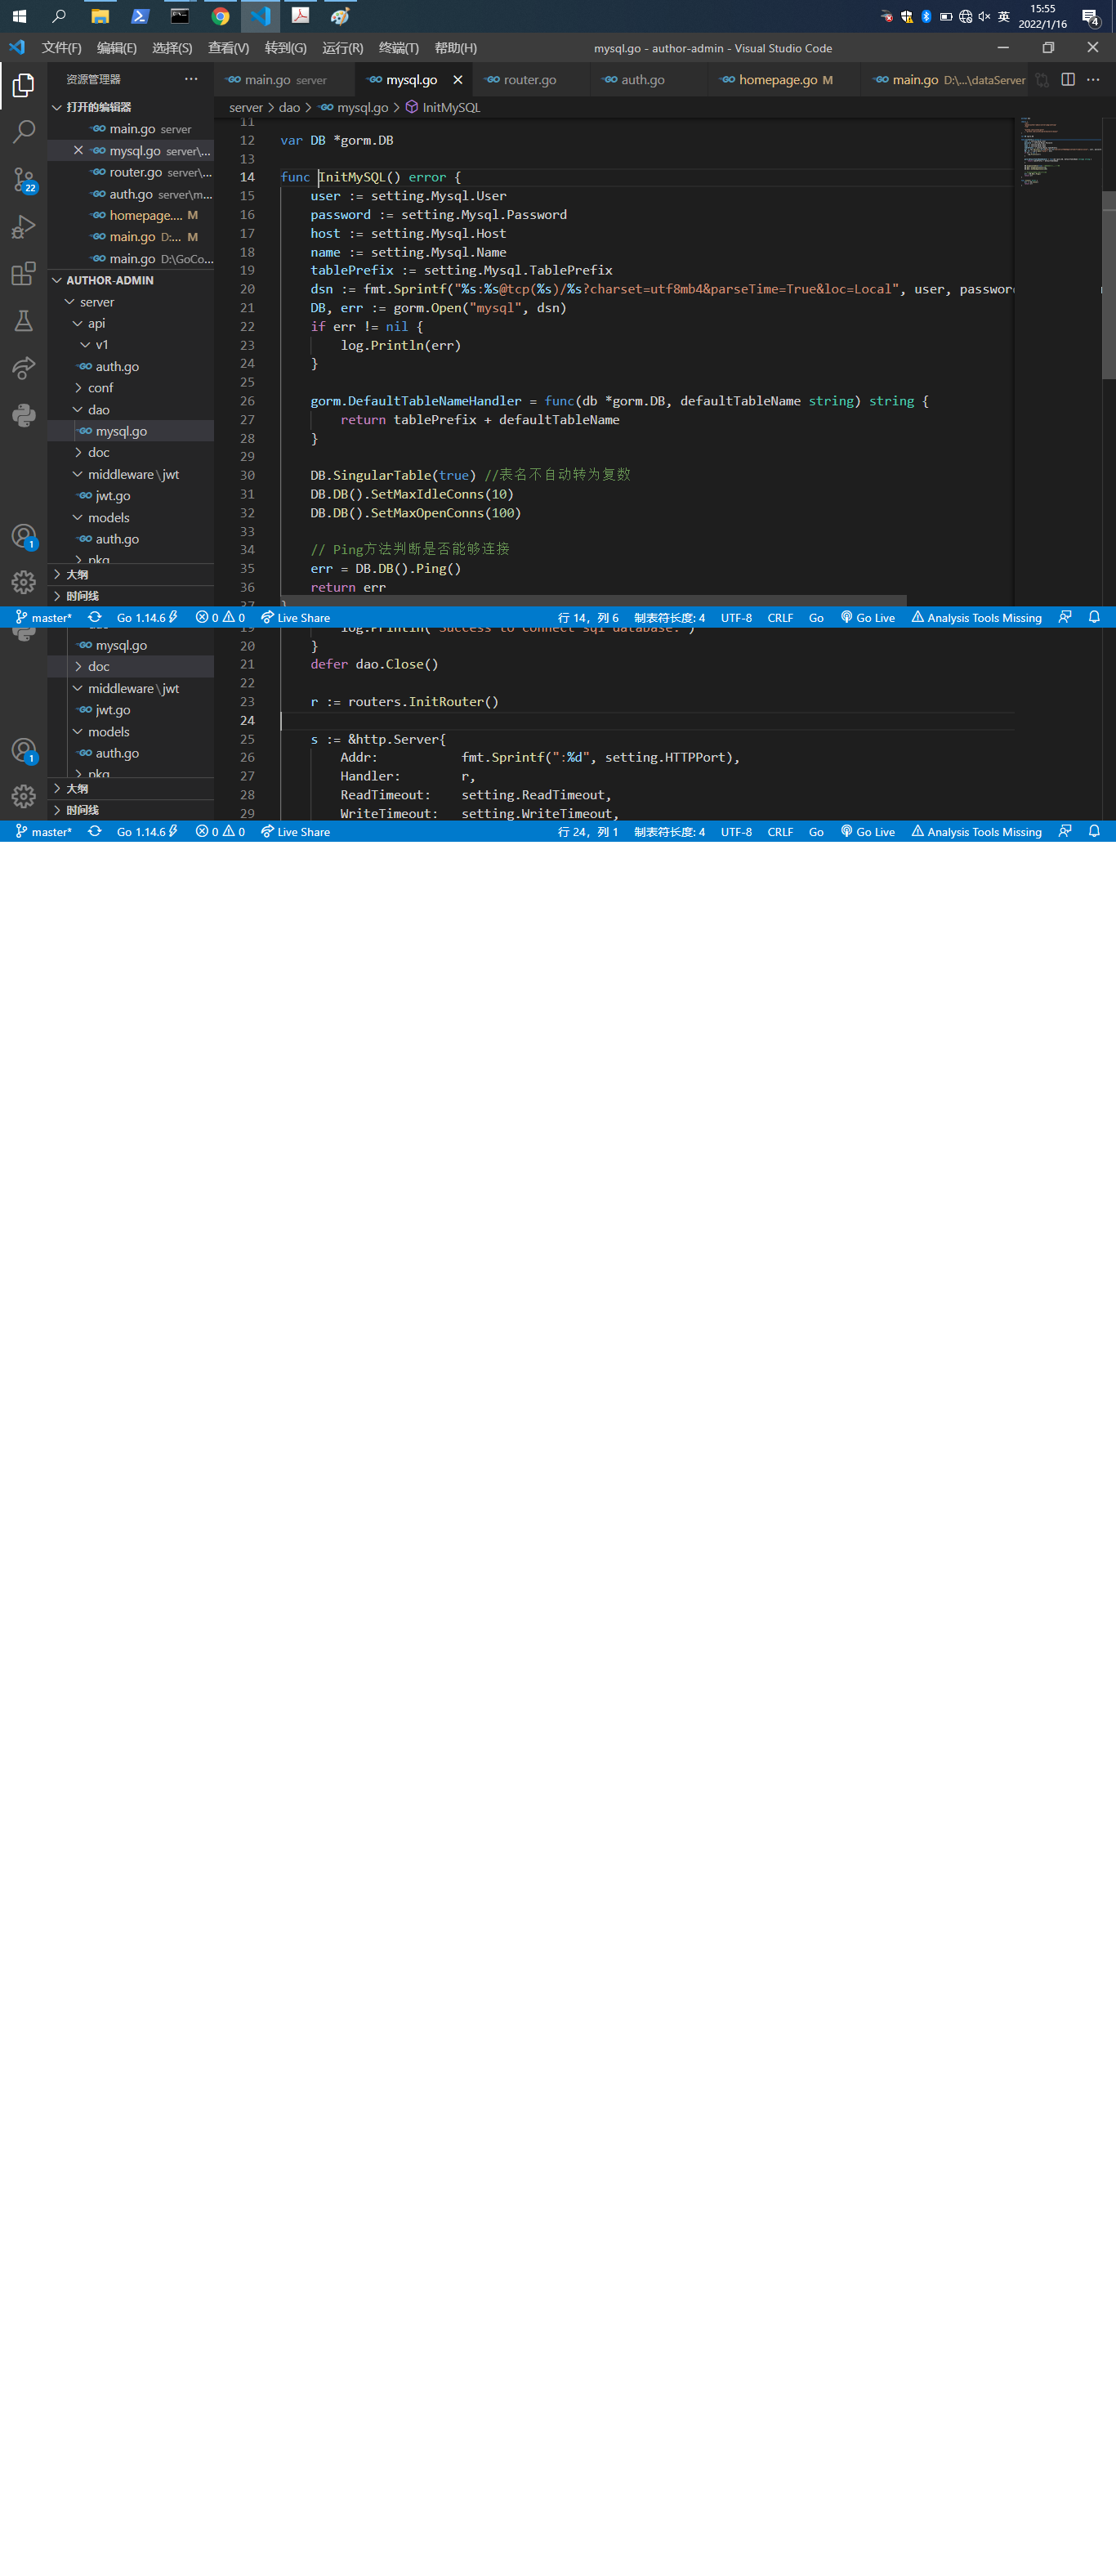 15:55
2022/1/16
英
4
文件(F) 编辑(E) 选择(S) 查看(V) 转到(G) 运行(R) 终端(T) 帮助(H)
mysql.go - author-admin - Visual Studio Code
资源管理器
main.go server
mysql.go
router.go
auth.go
homepage.go M
main.go D:\...\dataServer
server > dao > mysql.go > InitMySQL
打开的编辑器
main.go server
mysql.go server\...
router.go server\...
auth.go server\m...
homepage.... M
main.go D:... M
main.go D:\GoCo...
AUTHOR-ADMIN
server
api
v1
auth.go
conf
dao
mysql.go
doc
middleware\jwt
jwt.go
models
auth.go
pkg
大纲
时间线
22
1
11
12 var DB *gorm.DB
13
14 func InitMySQL() error {
15 user := setting.Mysql.User
16 password := setting.Mysql.Password
17 host := setting.Mysql.Host
18 name := setting.Mysql.Name
19 tablePrefix := setting.Mysql.TablePrefix
20 dsn := fmt.Sprintf("%s:%s@tcp(%s)/%s?charset=utf8mb4&parseTime=True&loc=Local", user, passwor
21 DB, err := gorm.Open("mysql", dsn)
22 if err != nil {
23 log.Println(err)
24 }
25
26 gorm.DefaultTableNameHandler = func(db *gorm.DB, defaultTableName string) string {
27 return tablePrefix + defaultTableName
28 }
29
30 DB.SingularTable(true) //表名不自动转为复数
31 DB.DB().SetMaxIdleConns(10)
32 DB.DB().SetMaxOpenConns(100)
33
34 // Ping方法判断是否能够连接
35 err = DB.DB().Ping()
36 return err
37 }
master* Go 1.14.6 0 0 Live Share 行 14，列 6 制表符长度: 4 UTF-8 CRLF Go Go Live Analysis Tools Missing
mysql.go
doc
middleware\jwt
jwt.go
models
auth.go
pkg
大纲
时间线
1
19 log.Println("Success to connect sql database.")
20 }
21 defer dao.Close()
22
23 r := routers.InitRouter()
24
25 s := &http.Server{
26 Addr: fmt.Sprintf(":%d", setting.HTTPPort),
27 Handler: r,
28 ReadTimeout: setting.ReadTimeout,
29 WriteTimeout: setting.WriteTimeout,
master* Go 1.14.6 0 0 Live Share 行 24，列 1 制表符长度: 4 UTF-8 CRLF Go Go Live Analysis Tools Missing